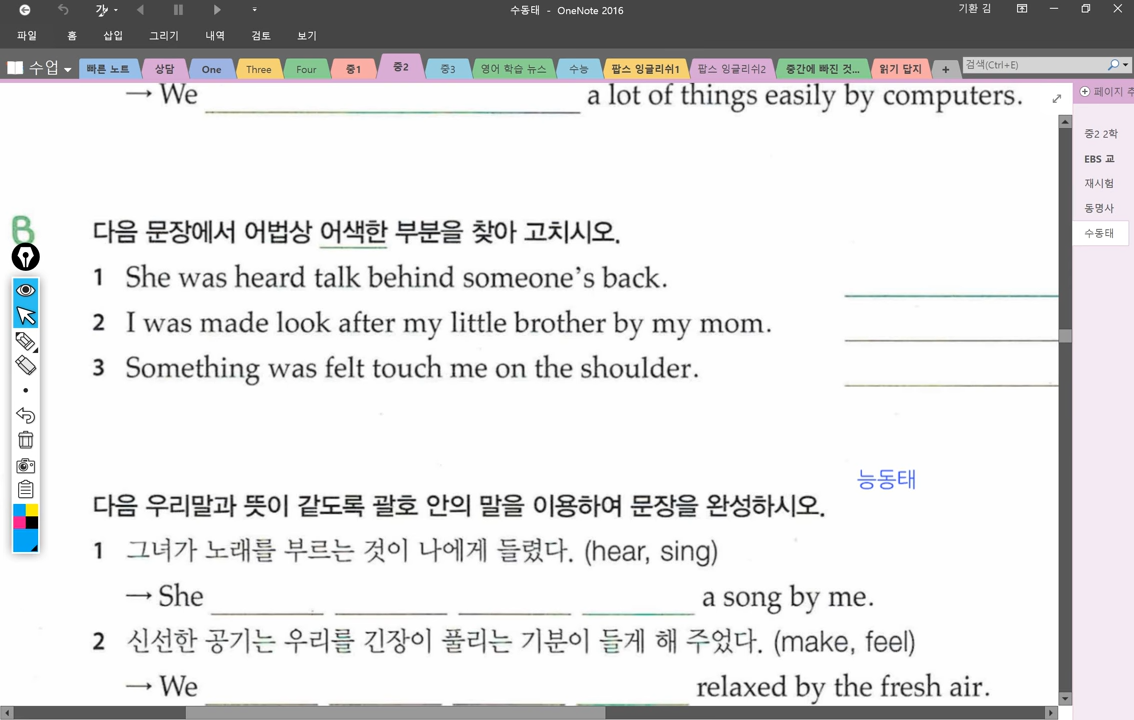 수동태 - OneNote 2016
기환 김
파일 홈 삽입 그리기 내역 검토 보기
수업 빠른 노트 상담 One Three Four 중1 중2 중3 영어 학습 뉴스 수능 팝스 잉글리쉬1 팝스 잉글리쉬2 중간에 빠진 것... 읽기 답지 + 검색(Ctrl+E)
→ We a lot of things easily by computers.
페이지 추
중2 2학
EBS 교
재시험
동명사
수동태
B
다음 문장에서 어법상 어색한 부분을 찾아 고치시오.
1 She was heard talk behind someone's back.
2 I was made look after my little brother by my mom.
3 Something was felt touch me on the shoulder.
능동태
다음 우리말과 뜻이 같도록 괄호 안의 말을 이용하여 문장을 완성하시오.
1 그녀가 노래를 부르는 것이 나에게 들렸다. (hear, sing)
→ She a song by me.
2 신선한 공기는 우리를 긴장이 풀리는 기분이 들게 해 주었다. (make, feel)
→ We relaxed by the fresh air.